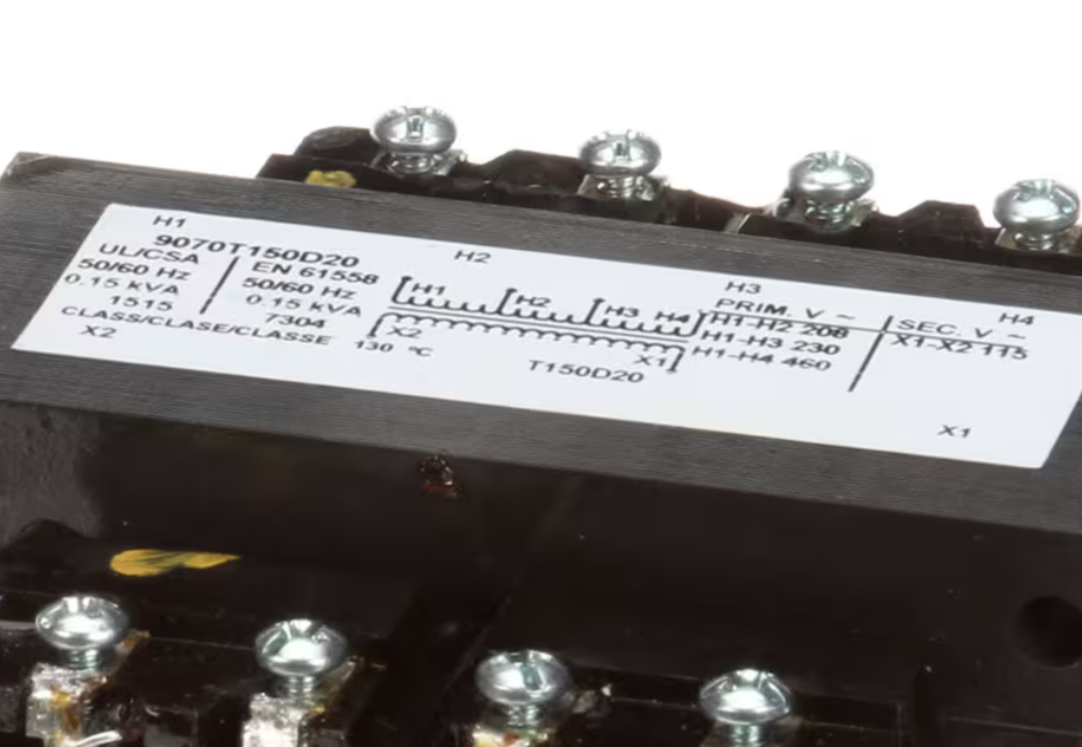 H1
H2
H3
H4
9070T150D20
UL/CSA
50/60 Hz
0.15 kVA
1515
EN 61558
50/60 Hz
0.15 kVA
7304
CLASS/CLASE/CLASSE 130 °C
H1 H2 H3 H4
X2 X1
T150D20
PRIM. V ~
H1-H2 208
H1-H3 230
H1-H4 460
SEC. V ~
X1-X2 115
X2
X1